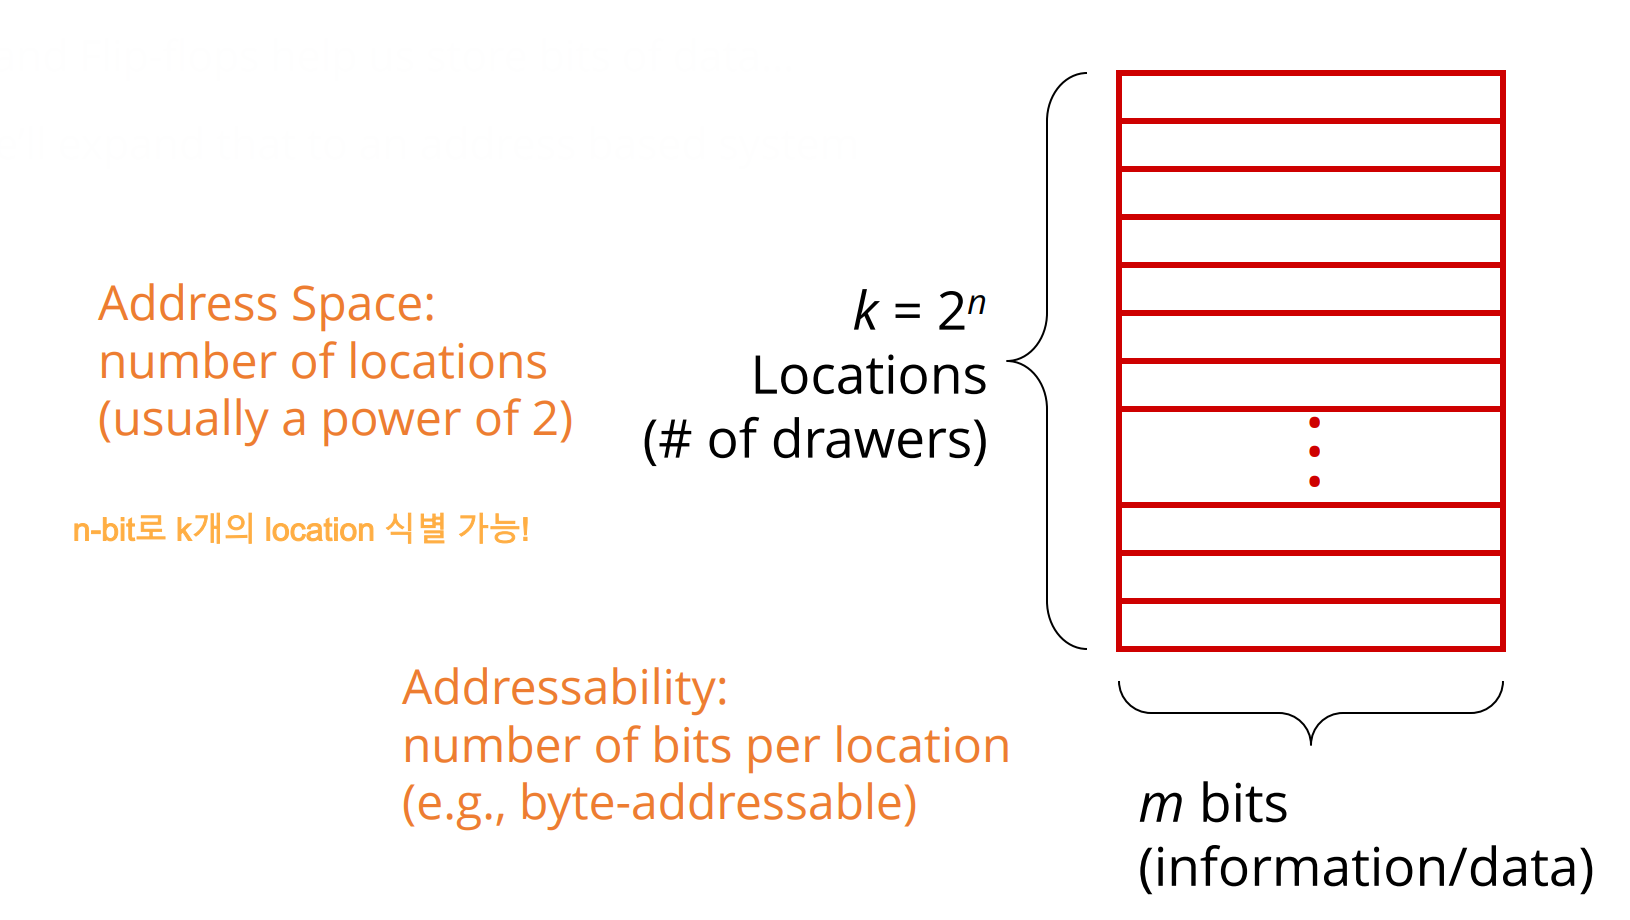 Address Space:
number of locations
(usually a power of 2)
k = 2ⁿ
Locations
(# of drawers)
n-bit로 k개의 location 식별 가능!
Addressability:
number of bits per location
(e.g., byte-addressable)
m bits
(information/data)